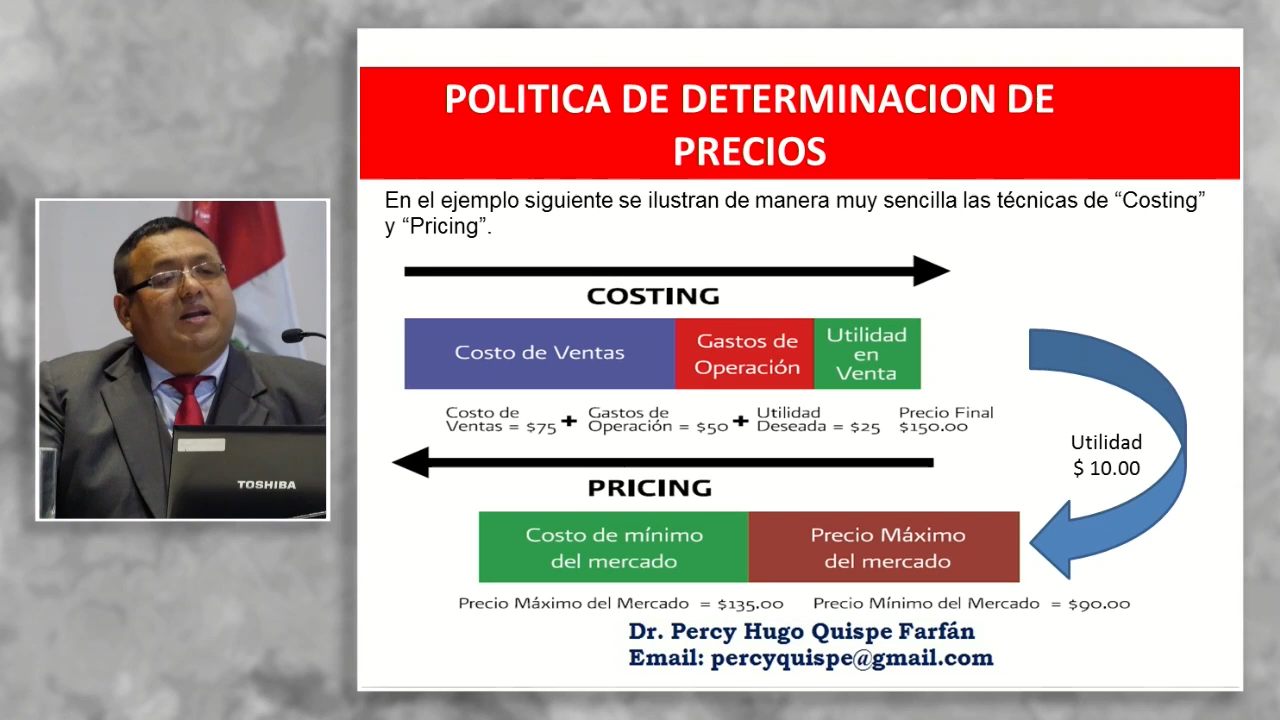 POLITICA DE DETERMINACION DE
PRECIOS
En el ejemplo siguiente se ilustran de manera muy sencilla las técnicas de “Costing”
y “Pricing”.
COSTING
Costo de Ventas
Gastos de
Operación
Utilidad
en
Venta
Costo de
Ventas = $75
+
Gastos de
Operación = $50
+
Utilidad
Deseada = $25
Precio Final
$150.00
Utilidad
$ 10.00
PRICING
Costo de mínimo
del mercado
Precio Máximo
del mercado
Precio Máximo del Mercado = $135.00
Precio Mínimo del Mercado = $90.00
Dr. Percy Hugo Quispe Farfán
Email: percyquispe@gmail.com
TOSHIBA